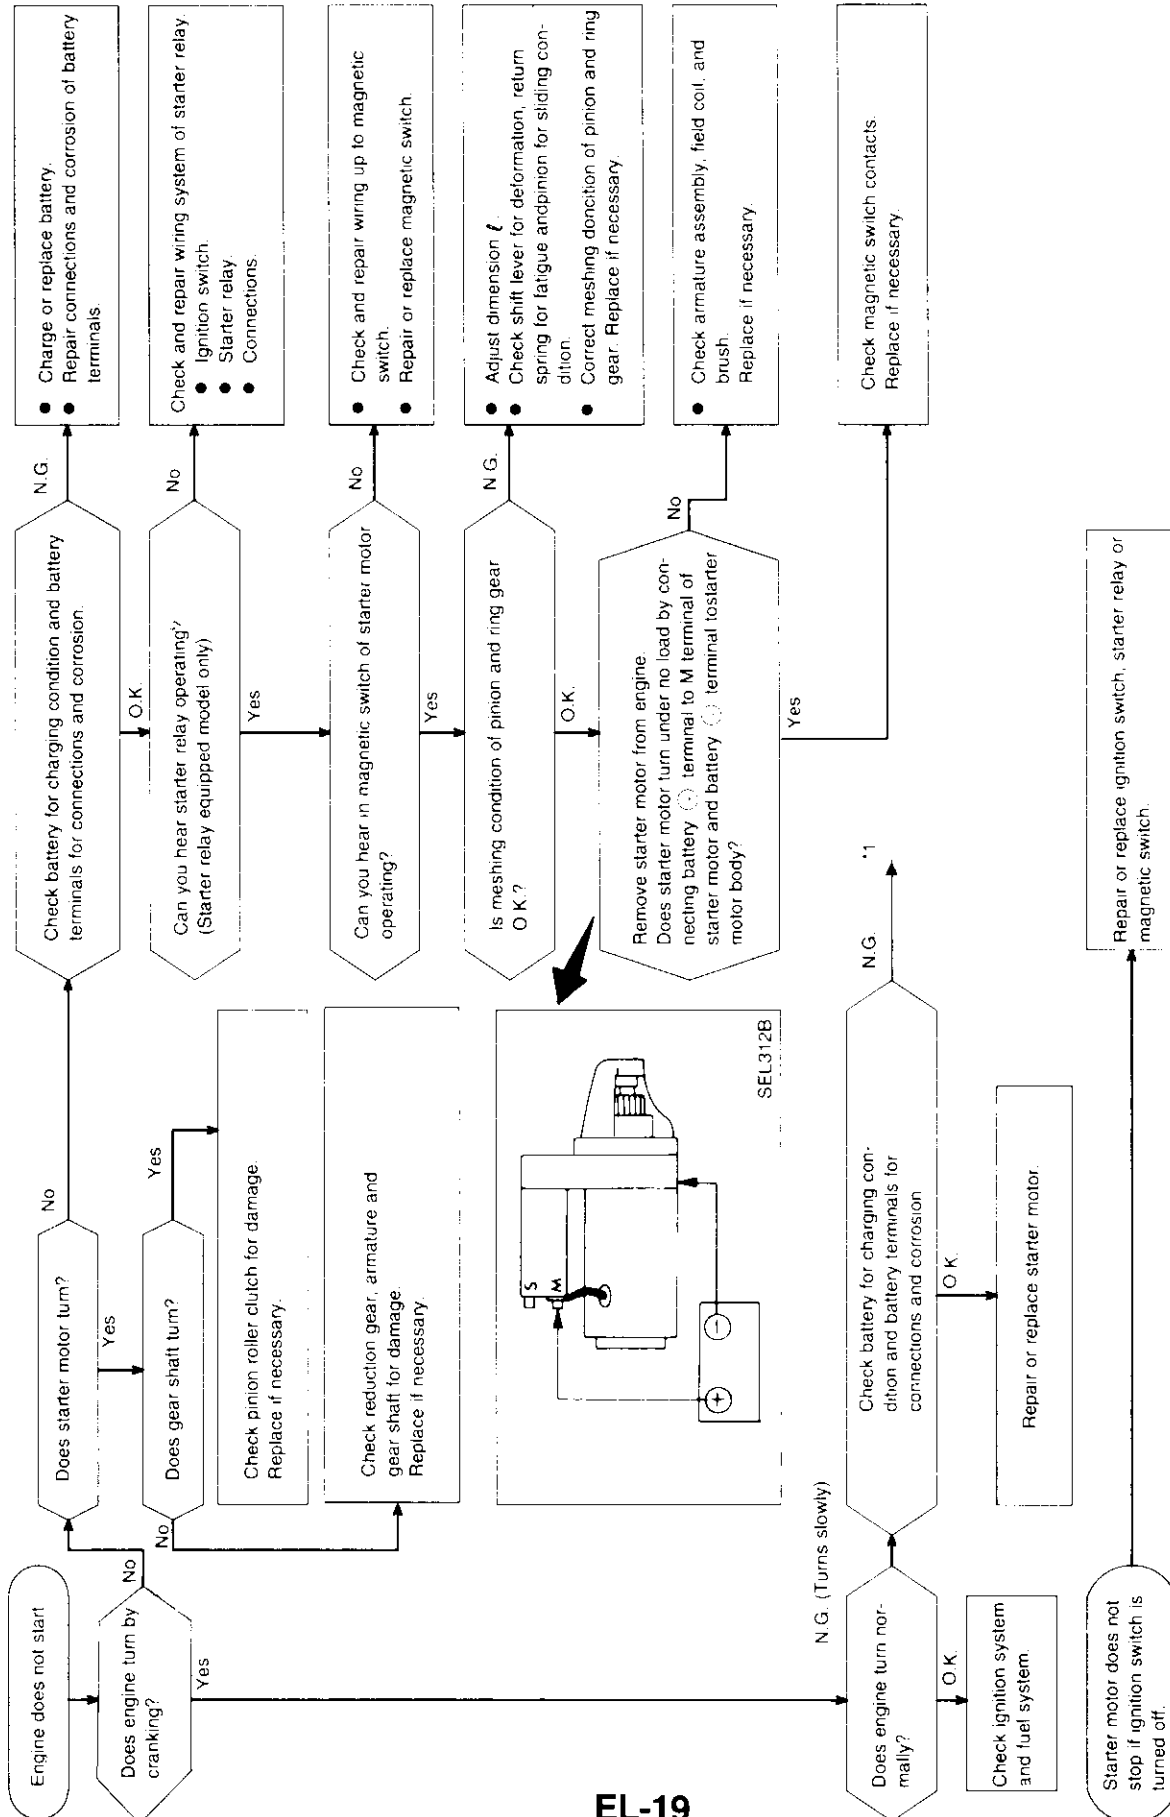 Engine does not start
Does engine turn by
cranking?
No
Yes
Does starter motor turn?
No
Yes
Does gear shaft turn?
Yes
No
Check pinion roller clutch for damage.
Replace if necessary.
Check reduction gear, armature and
gear shaft for damage.
Replace if necessary.
Check battery for charging condition and battery
terminals for connections and corrosion.
N.G.
● Charge or replace battery.
● Repair connections and corrosion of battery
terminals
O.K.
Can you hear starter relay operating?
(Starter relay equipped model only)
No
Check and repair wiring system of starter relay.
● Ignition switch.
● Starter relay.
● Connections.
Yes
Can you hear in magnetic switch of starter motor
operating?
No
● Check and repair wiring up to magnetic
switch.
● Repair or replace magnetic switch.
Yes
Is meshing condition of pinion and ring gear
O.K.?
N.G.
● Adjust dimension ℓ.
● Check shift lever for deformation, return
spring for fatigue andpinion for sliding con-
dition.
● Correct meshing doncition of pinion and ring
gear. Replace if necessary.
O.K.
Remove starter motor from engine.
Does starter motor turn under no load by con-
necting battery ⊕ terminal to M terminal of
starter motor and battery ⊖ terminal tostarter
motor body?
No
● Check armature assembly, field coil, and
brush.
Replace if necessary.
Yes
Check magnetic switch contacts.
Replace if necessary.
S
M
+
−
SEL312B
Does engine turn nor-
mally?
N.G. (Turns slowly)
Check battery for charging con-
dition and battery terminals for
connections and corrosion
N.G.
*1
O.K.
Repair or replace starter motor.
O.K.
Check ignition system
and fuel system.
Starter motor does not
stop if ignition switch is
turned off.
Repair or replace ignition switch, starter relay or
magnetic switch.
EL-19